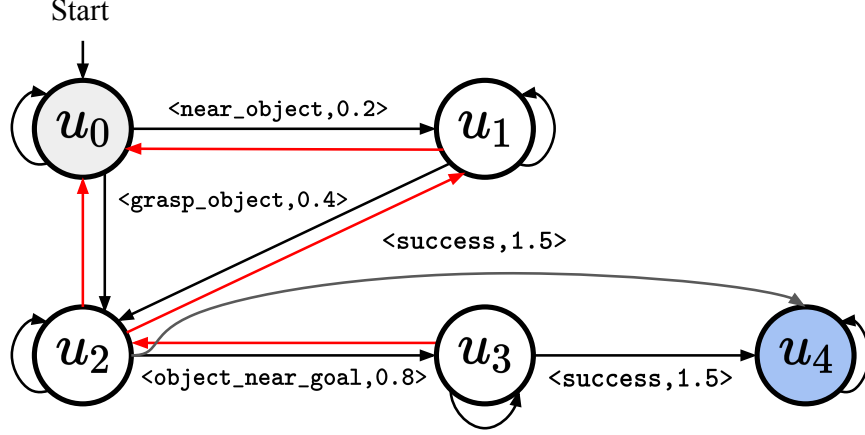 Start
u0
<near_object,0.2>
u1
<grasp_object,0.4>
<success,1.5>
u2
<object_near_goal,0.8>
u3
<success,1.5>
u4